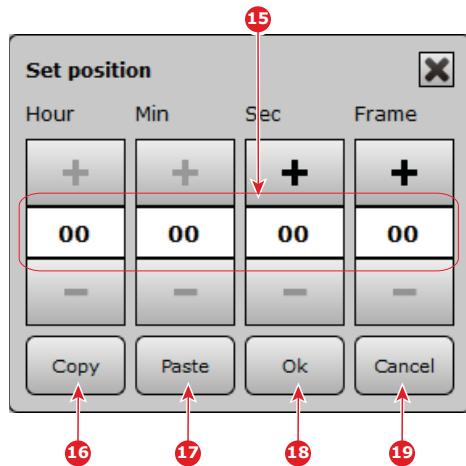 15
Set position
Hour Min Sec Frame
+ + + +
00 00 00 00
− − − −
Copy Paste Ok Cancel
16 17 18 19